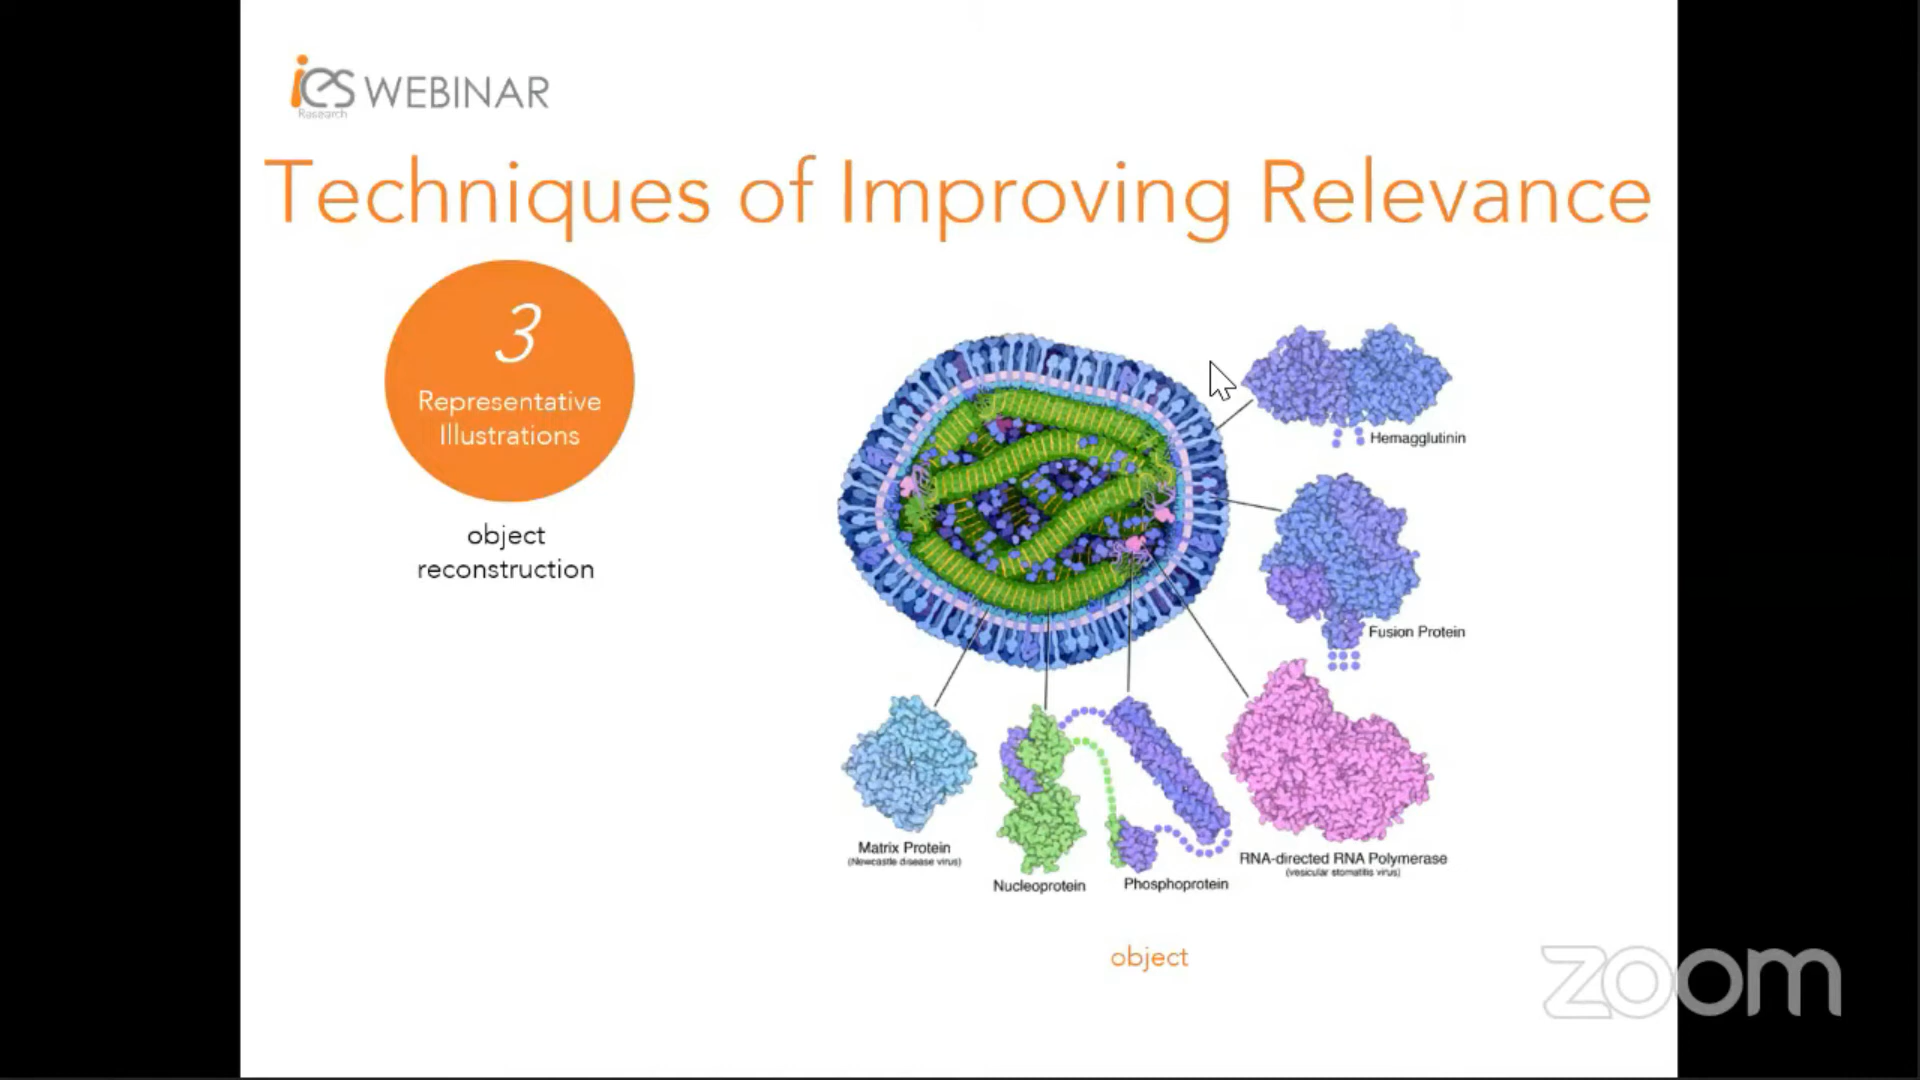 ies WEBINAR
Research
Techniques of Improving Relevance
3
Representative
Illustrations
object
reconstruction
Hemagglutinin
Fusion Protein
Matrix Protein
(Newcastle disease virus)
Nucleoprotein
Phosphoprotein
RNA-directed RNA Polymerase
(vesicular stomatitis virus)
object
zoom